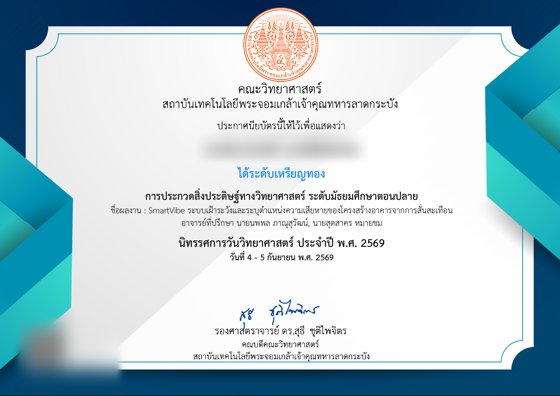 คณะวิทยาศาสตร์
สถาบันเทคโนโลยีพระจอมเกล้าเจ้าคุณทหารลาดกระบัง
ประกาศนียบัตรนี้ให้ไว้เพื่อแสดงว่า
ได้ระดับเหรียญทอง
การประกวดสิ่งประดิษฐ์ทางวิทยาศาสตร์ ระดับมัธยมศึกษาตอนปลาย
ชื่อผลงาน : SmartVibe ระบบเฝ้าระวังและระบุตำแหน่งความเสียหายของโครงสร้างอาคารจากการสั่นสะเทือน
อาจารย์ที่ปรึกษา นายนพพล ภาณุสุวัฒน์, นายสุดสาคร หมายชม
นิทรรศการวันวิทยาศาสตร์ ประจำปี พ.ศ. 2569
วันที่ 4 - 5 กันยายน พ.ศ. 2569
สุธี ชุติไพจิตร
รองศาสตราจารย์ ดร.สุธี ชุติไพจิตร
คณบดีคณะวิทยาศาสตร์
สถาบันเทคโนโลยีพระจอมเกล้าเจ้าคุณทหารลาดกระบัง